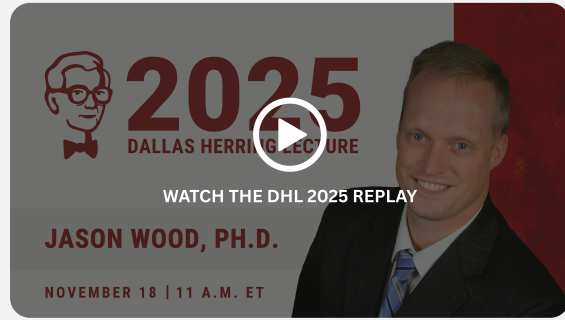 2025
DALLAS HERRING LECTURE
WATCH THE DHL 2025 REPLAY
JASON WOOD, PH.D.
NOVEMBER 18 | 11 A.M. ET